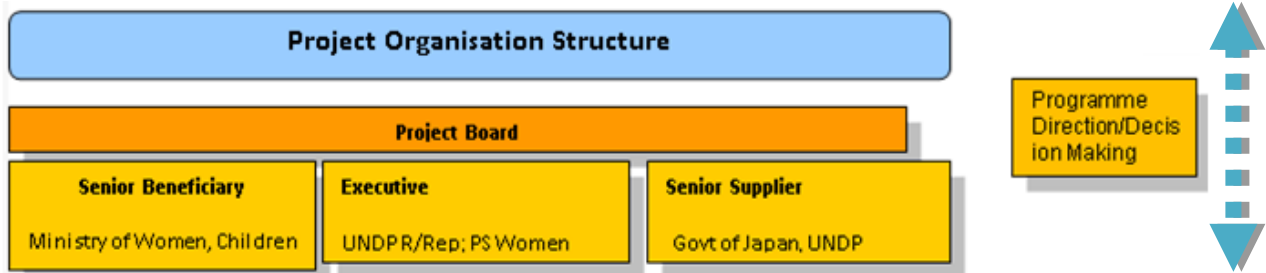 Project Organisation Structure
Project Board
Senior Beneficiary
Ministry of Women, Children
Executive
UNDP R/Rep; PS Women
Senior Supplier
Govt of Japan, UNDP
Programme
Direction/Decis
ion Making